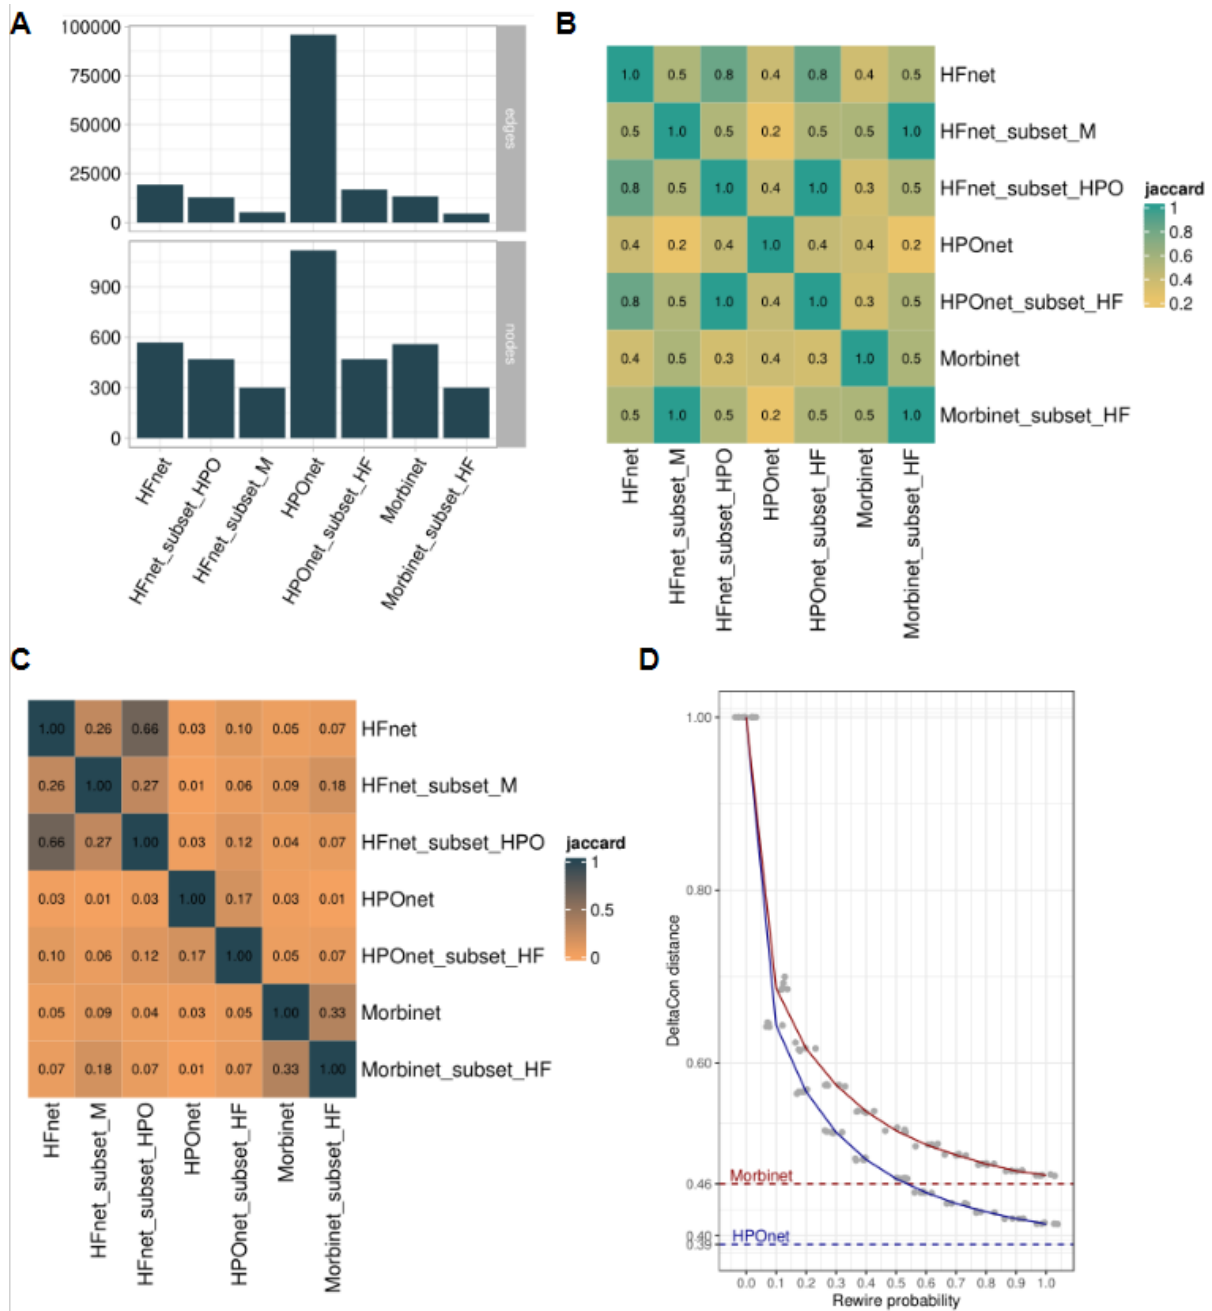 A
100000
75000
50000
25000
0
edges
900
600
300
0
nodes
HFnet
HFnet_subset_HPO
HFnet_subset_M
HPOnet
HPOnet_subset_HF
Morbinet
Morbinet_subset_HF
B
1.0 0.5 0.8 0.4 0.8 0.4 0.5 HFnet
0.5 1.0 0.5 0.2 0.5 0.5 1.0 HFnet_subset_M
0.8 0.5 1.0 0.4 1.0 0.3 0.5 HFnet_subset_HPO
0.4 0.2 0.4 1.0 0.4 0.4 0.2 HPOnet
0.8 0.5 1.0 0.4 1.0 0.3 0.5 HPOnet_subset_HF
0.4 0.5 0.3 0.4 0.3 1.0 0.5 Morbinet
0.5 1.0 0.5 0.2 0.5 0.5 1.0 Morbinet_subset_HF
HFnet
HFnet_subset_M
HFnet_subset_HPO
HPOnet
HPOnet_subset_HF
Morbinet
Morbinet_subset_HF
jaccard
1
0.8
0.6
0.4
0.2
C
1.00 0.26 0.66 0.03 0.10 0.05 0.07 HFnet
0.26 1.00 0.27 0.01 0.06 0.09 0.18 HFnet_subset_M
0.66 0.27 1.00 0.03 0.12 0.04 0.07 HFnet_subset_HPO
0.03 0.01 0.03 1.00 0.17 0.03 0.01 HPOnet
0.10 0.06 0.12 0.17 1.00 0.05 0.07 HPOnet_subset_HF
0.05 0.09 0.04 0.03 0.05 1.00 0.33 Morbinet
0.07 0.18 0.07 0.01 0.07 0.33 1.00 Morbinet_subset_HF
HFnet
HFnet_subset_M
HFnet_subset_HPO
HPOnet
HPOnet_subset_HF
Morbinet
Morbinet_subset_HF
jaccard
1
0.5
0
D
DeltaCon distance
1.00
0.80
0.60
0.46
0.40
0.39
Morbinet
HPOnet
0.0 0.1 0.2 0.3 0.4 0.5 0.6 0.7 0.8 0.9 1.0
Rewire probability